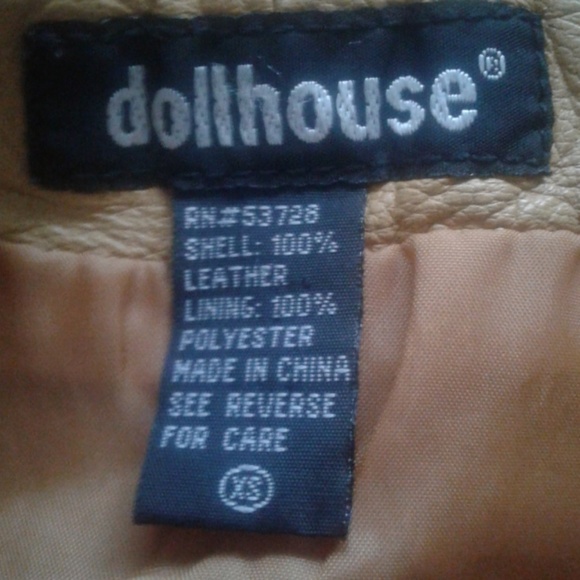 dollhouse®
RN#53728
SHELL: 100%
LEATHER
LINING: 100%
POLYESTER
MADE IN CHINA
SEE REVERSE
FOR CARE
XS